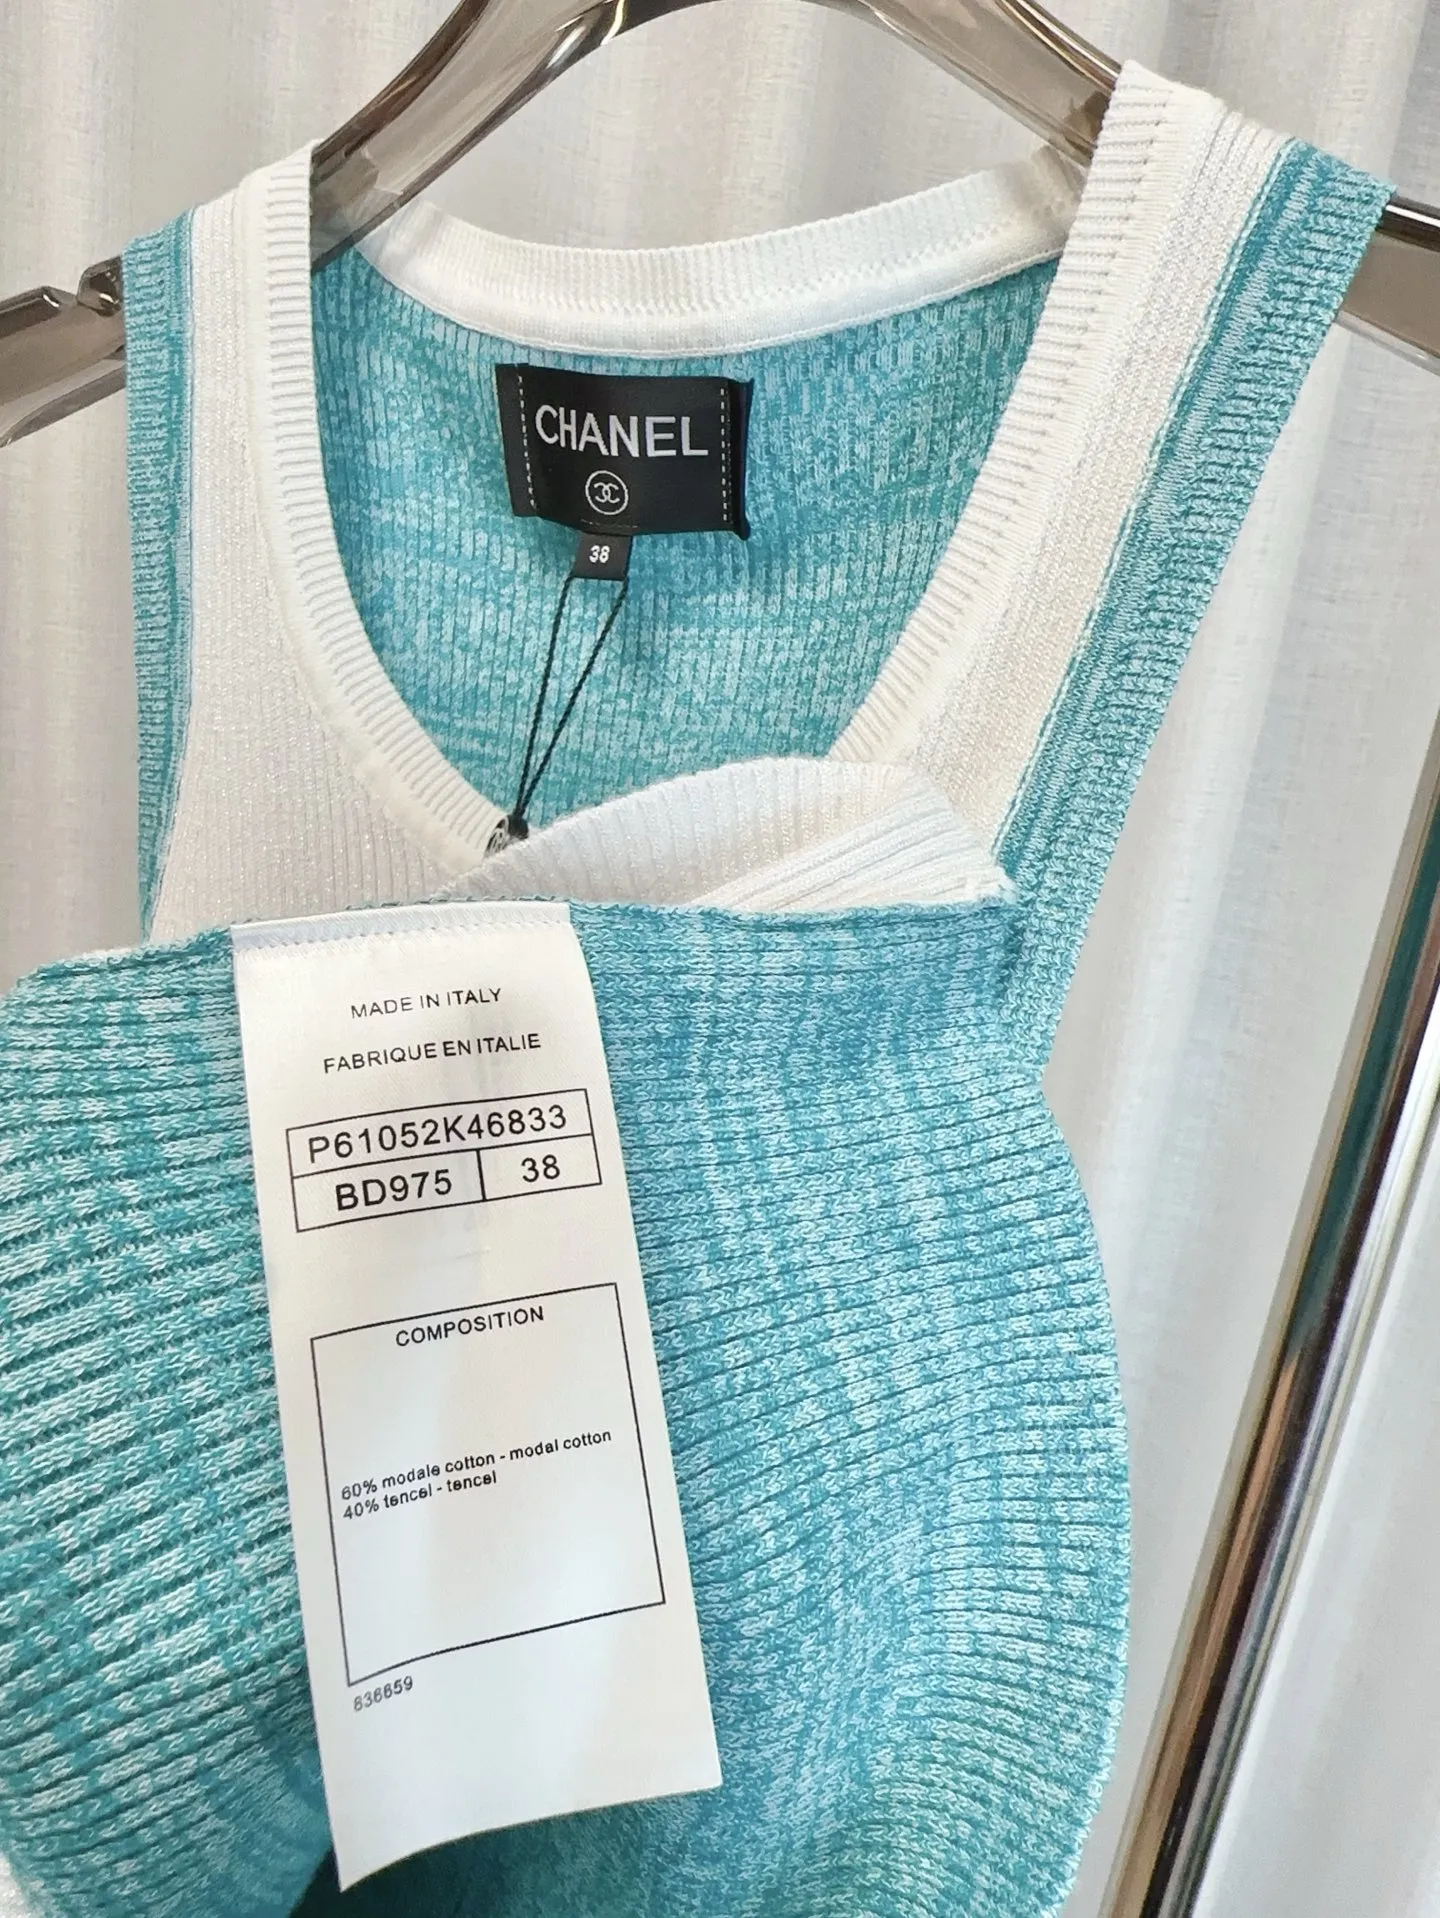 CHANEL
38
MADE IN ITALY
FABRIQUE EN ITALIE
P61052K46833
BD975 38
COMPOSITION
60% modale cotton - modal cotton
40% tencel - tencel
836659